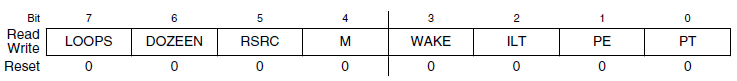 Bit 7 6 5 4 3 2 1 0
Read
Write LOOPS DOZEEN RSRC M WAKE ILT PE PT
Reset 0 0 0 0 0 0 0 0